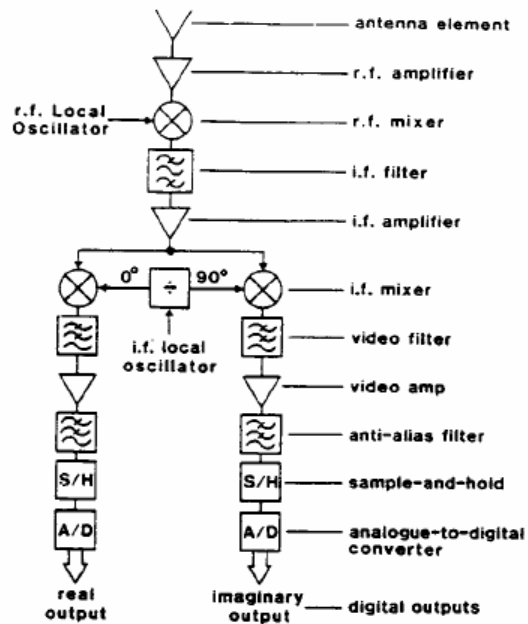 antenna element
r.f. amplifier
r.f. Local
Oscillator
r.f. mixer
i.f. filter
i.f. amplifier
0°
÷
90°
i.f. mixer
i.f. local
oscillator
video filter
video amp
anti-alias filter
S/H
S/H
sample-and-hold
A/D
A/D
analogue-to-digital
converter
real
output
imaginary
output
digital outputs